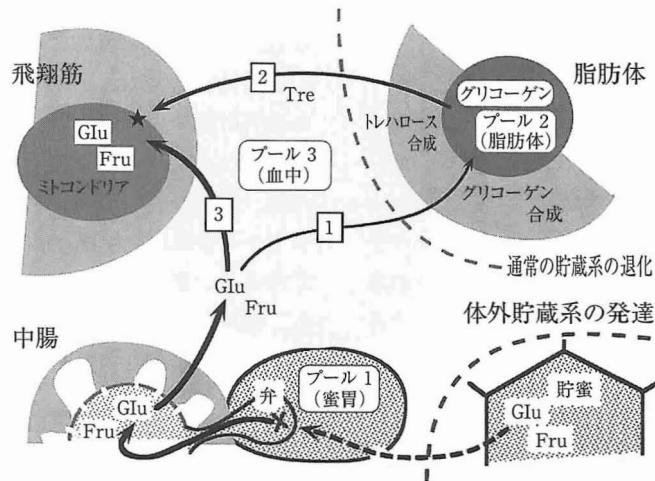 飛翔筋
2
Tre
脂肪体
グリコーゲン
プール 2
(脂肪体)
トレハロース
合成
グリコーゲン
合成
GIu
Fru
ミトコンドリア
プール 3
(血中)
3
1
通常の貯蔵系の退化
GIu
Fru
中腸
体外貯蔵系の発達
弁
プール 1
(蜜胃)
貯蜜
GIu
Fru
GIu
Fru